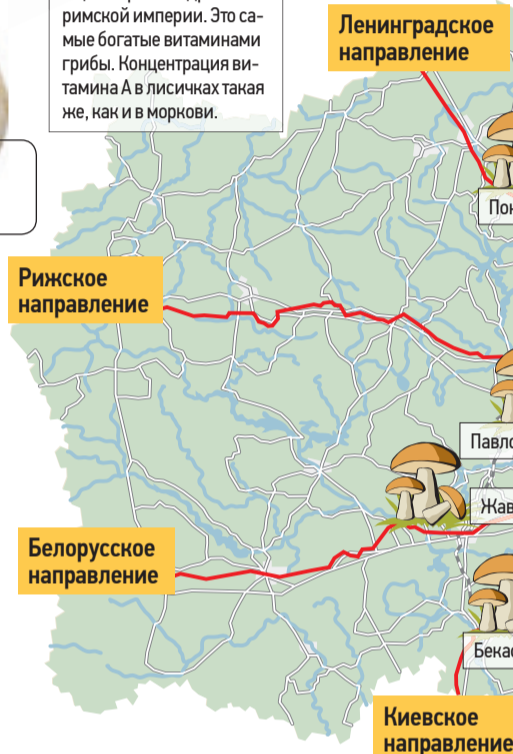 римской империи. Это са-
мые богатые витаминами
грибы. Концентрация ви-
тамина А в лисичках такая
же, как и в моркови.
Ленинградское
направление
Рижское
направление
Белорусское
направление
Киевское
направление